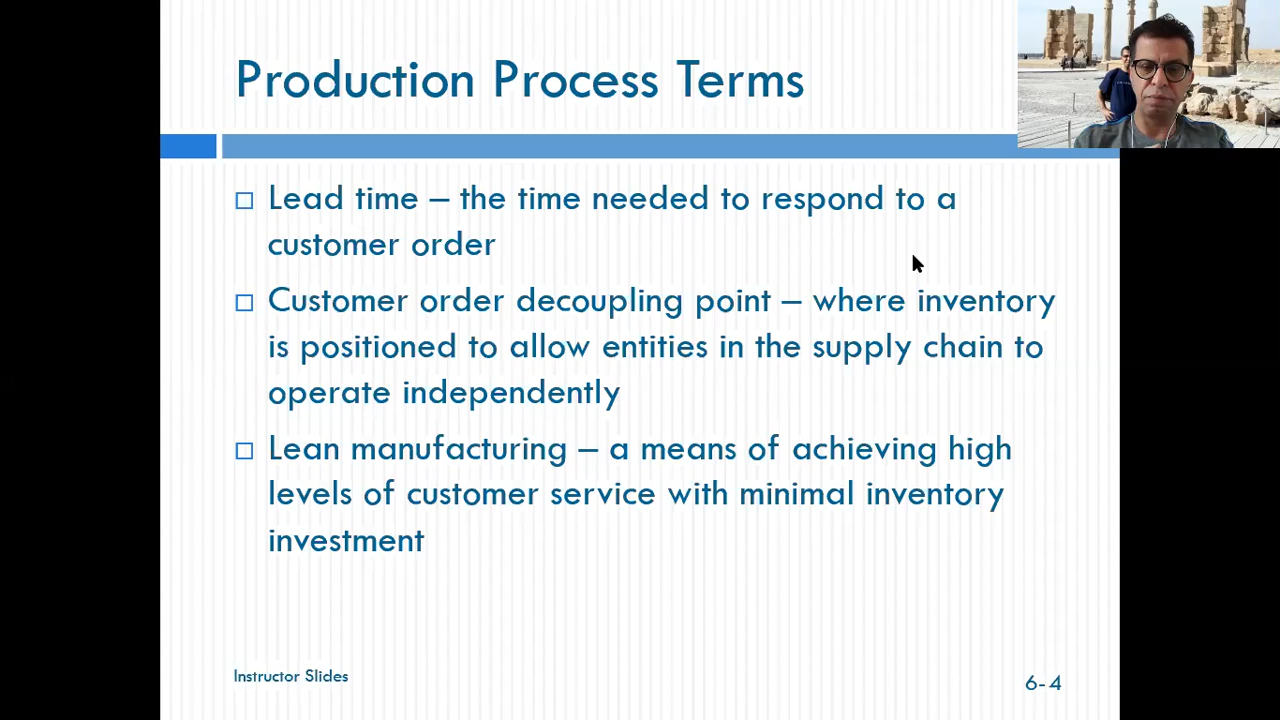 Production Process Terms
Lead time – the time needed to respond to a
customer order
Customer order decoupling point – where inventory
is positioned to allow entities in the supply chain to
operate independently
Lean manufacturing – a means of achieving high
levels of customer service with minimal inventory
investment
Instructor Slides
6-4